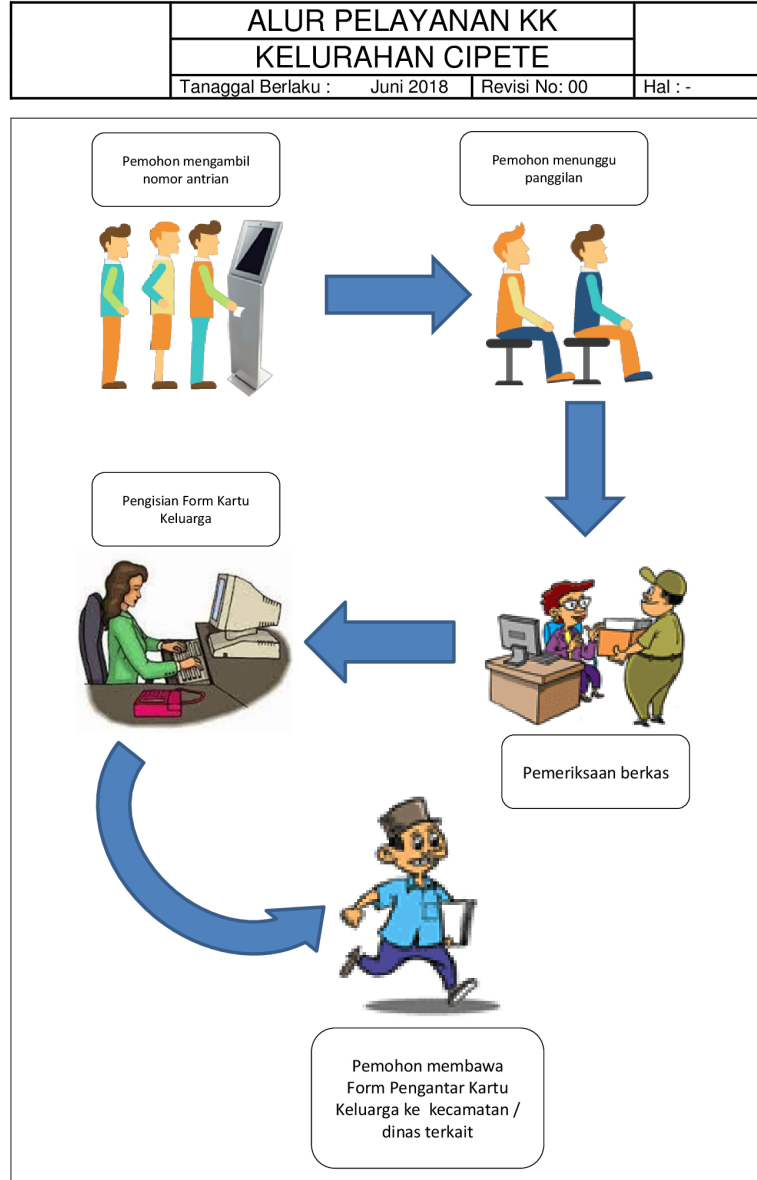 ALUR PELAYANAN KK
KELURAHAN CIPETE
Tanaggal Berlaku : Juni 2018 Revisi No: 00 Hal : -
Pemohon mengambil
nomor antrian
Pemohon menunggu
panggilan
Pemeriksaan berkas
Pengisian Form Kartu
Keluarga
Pemohon membawa
Form Pengantar Kartu
Keluarga ke kecamatan /
dinas terkait